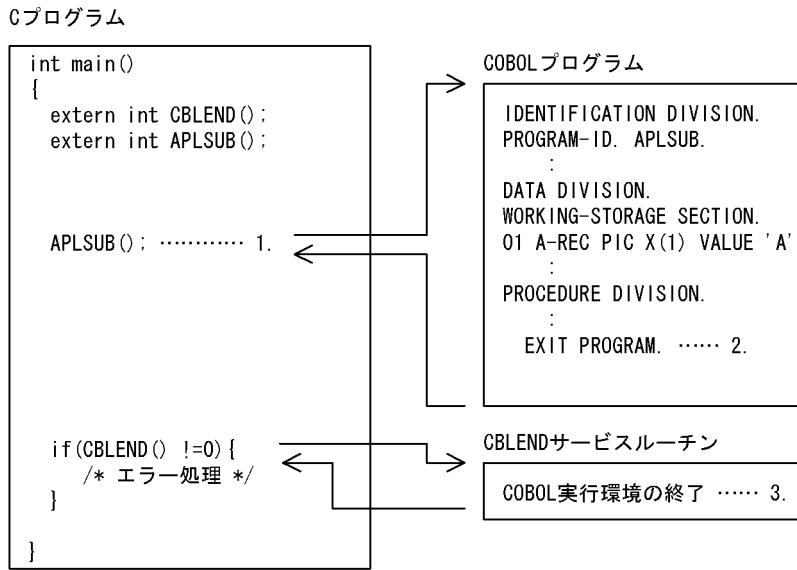 Cプログラム
int main()
{
extern int CBLEND();
extern int APLSUB();
APLSUB(); ………… 1.
if(CBLEND() !=0){
/* エラー処理 */
}
}
COBOLプログラム
IDENTIFICATION DIVISION.
PROGRAM-ID. APLSUB.
:
DATA DIVISION.
WORKING-STORAGE SECTION.
01 A-REC PIC X(1) VALUE 'A'
:
PROCEDURE DIVISION.
:
EXIT PROGRAM. …… 2.
CBLENDサービスルーチン
COBOL実行環境の終了 …… 3.